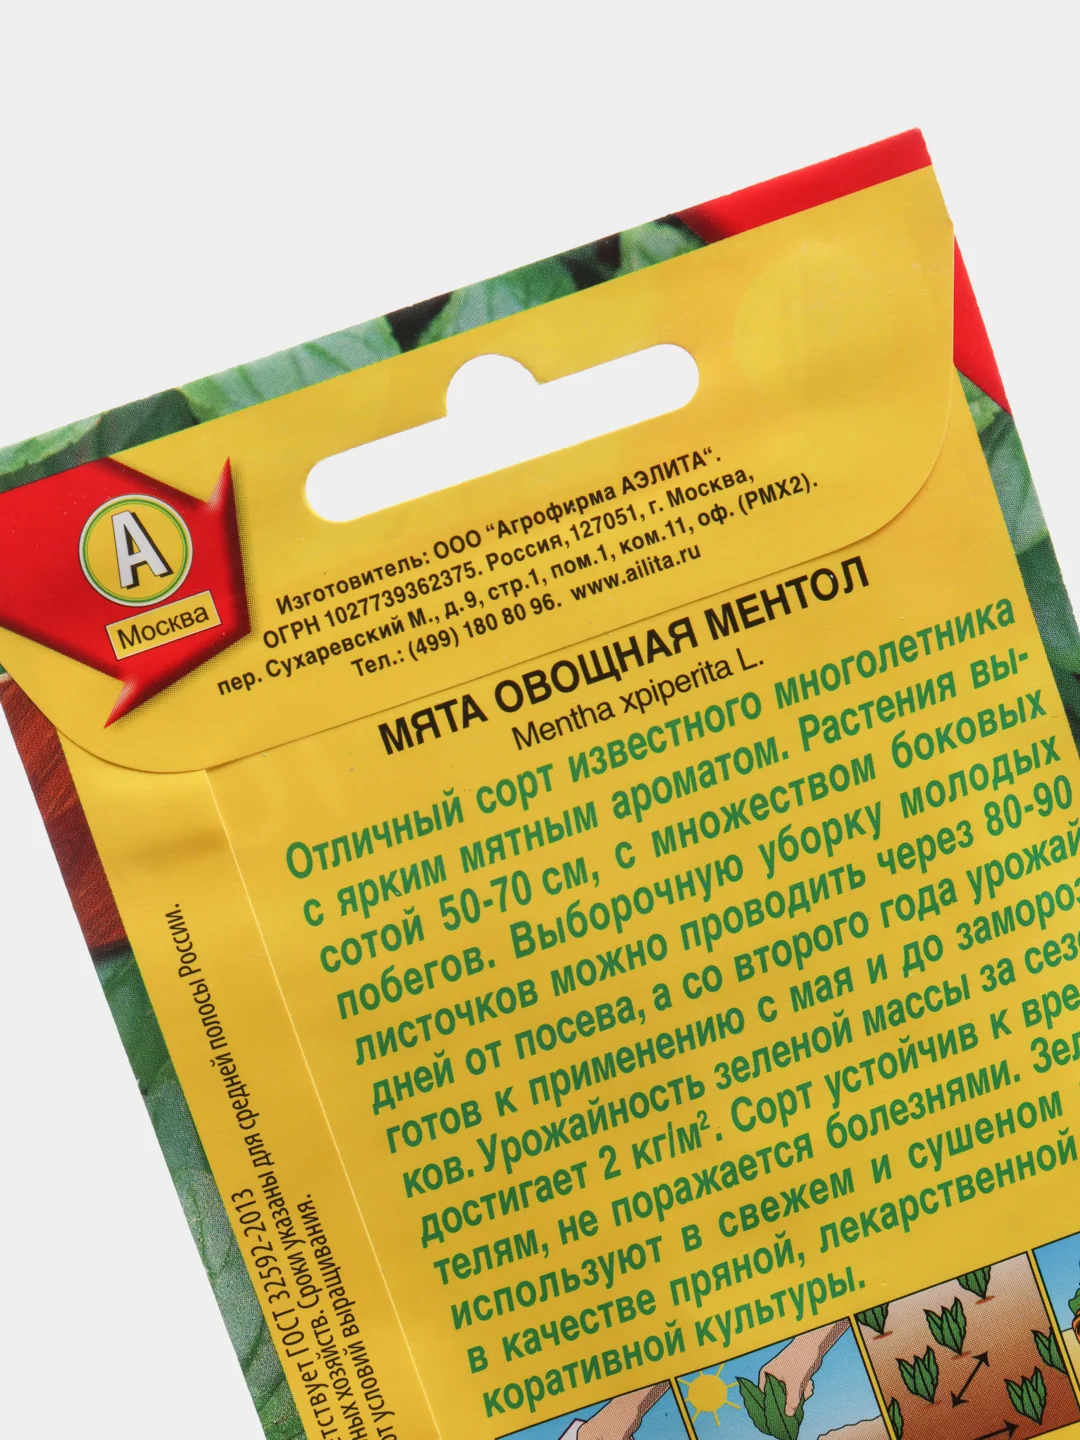 А
Москва
Изготовитель: ООО “Агрофирма АЭЛИТА“.
ОГРН 1027739362375. Россия,127051, г. Москва,
пер. Сухаревский М., д.9, стр.1, пом.1, ком.11, оф. (РМХ2).
Тел.: (499) 180 80 96. www.ailita.ru
МЯТА ОВОЩНАЯ МЕНТОЛ
Mentha xpiperita L.
Отличный сорт известного многолетника
с ярким мятным ароматом. Растения вы-
сотой 50-70 см, с множеством боковых
побегов. Выборочную уборку молодых
листочков можно проводить через 80-90
дней от посева, а со второго года урожай
готов к применению с мая и до замороз
ков. Урожайность зеленой массы за сез
достигает 2 кг/м². Сорт устойчив к вре
телям, не поражается болезнями. Зел
используют в свежем и сушеном
в качестве пряной, лекарственной
коративной культуры.
етствует ГОСТ 32592-2013
ных хозяйств. Сроки указаны для средней полосы России.
от условий выращивания.